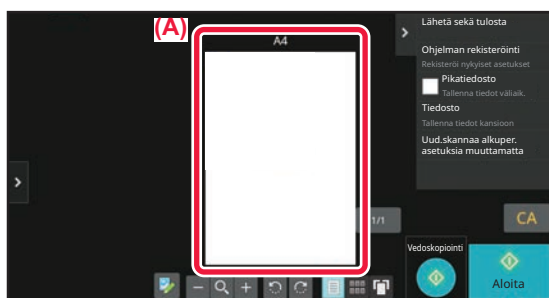 (A)
A4
Lähetä sekä tulosta
Ohjelman rekisteröinti
Rekisteröi nykyiset asetukset
Pikatiedosto
Tallenna tiedot väliaik.
Tiedosto
Tallenna tiedot kansioon
Uud.skannaa alkuper.
asetuksia muuttamatta
1/1
CA
Vedoskopiointi
Aloita